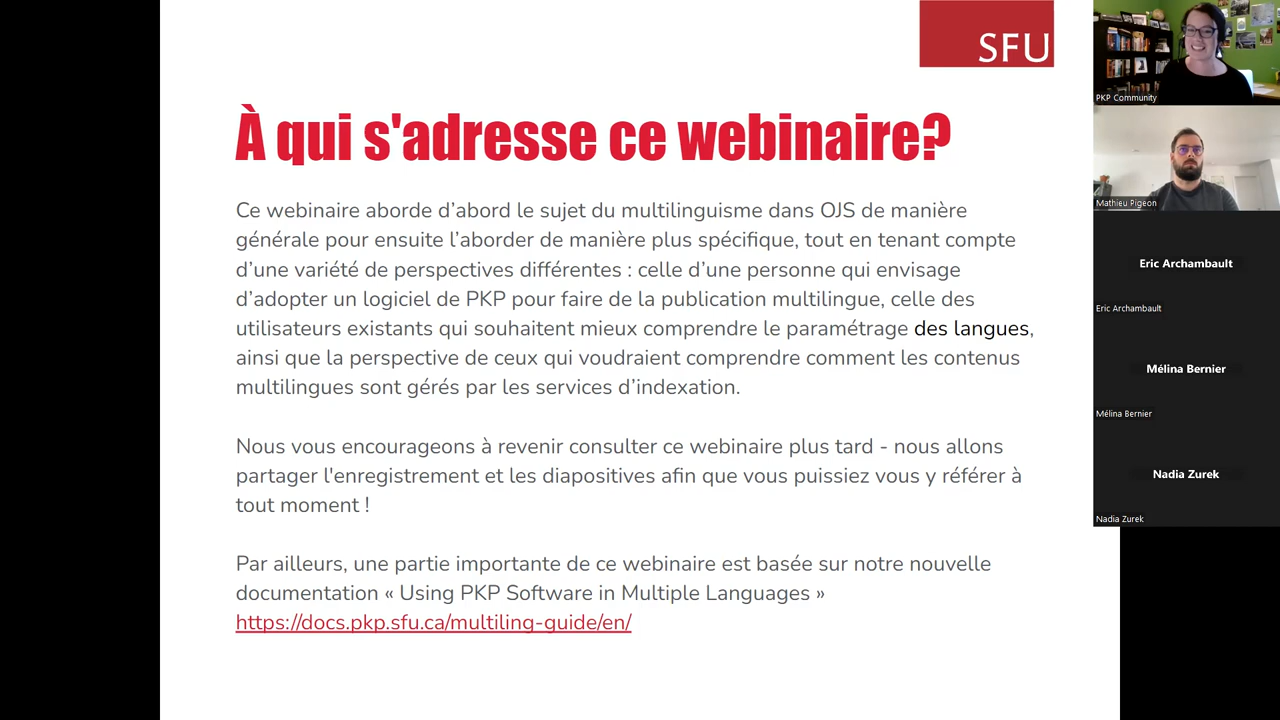 SFU
À qui s'adresse ce webinaire?
Ce webinaire aborde d’abord le sujet du multilinguisme dans OJS de manière
générale pour ensuite l’aborder de manière plus spécifique, tout en tenant compte
d’une variété de perspectives différentes : celle d’une personne qui envisage
d’adopter un logiciel de PKP pour faire de la publication multilingue, celle des
utilisateurs existants qui souhaitent mieux comprendre le paramétrage des langues,
ainsi que la perspective de ceux qui voudraient comprendre comment les contenus
multilingues sont gérés par les services d’indexation.
Nous vous encourageons à revenir consulter ce webinaire plus tard - nous allons
partager l'enregistrement et les diapositives afin que vous puissiez vous y référer à
tout moment !
Par ailleurs, une partie importante de ce webinaire est basée sur notre nouvelle
documentation « Using PKP Software in Multiple Languages »
https://docs.pkp.sfu.ca/multiling-guide/en/
PKP Community
Mathieu Pigeon
Eric Archambault
Eric Archambault
Mélina Bernier
Mélina Bernier
Nadia Zurek
Nadia Zurek